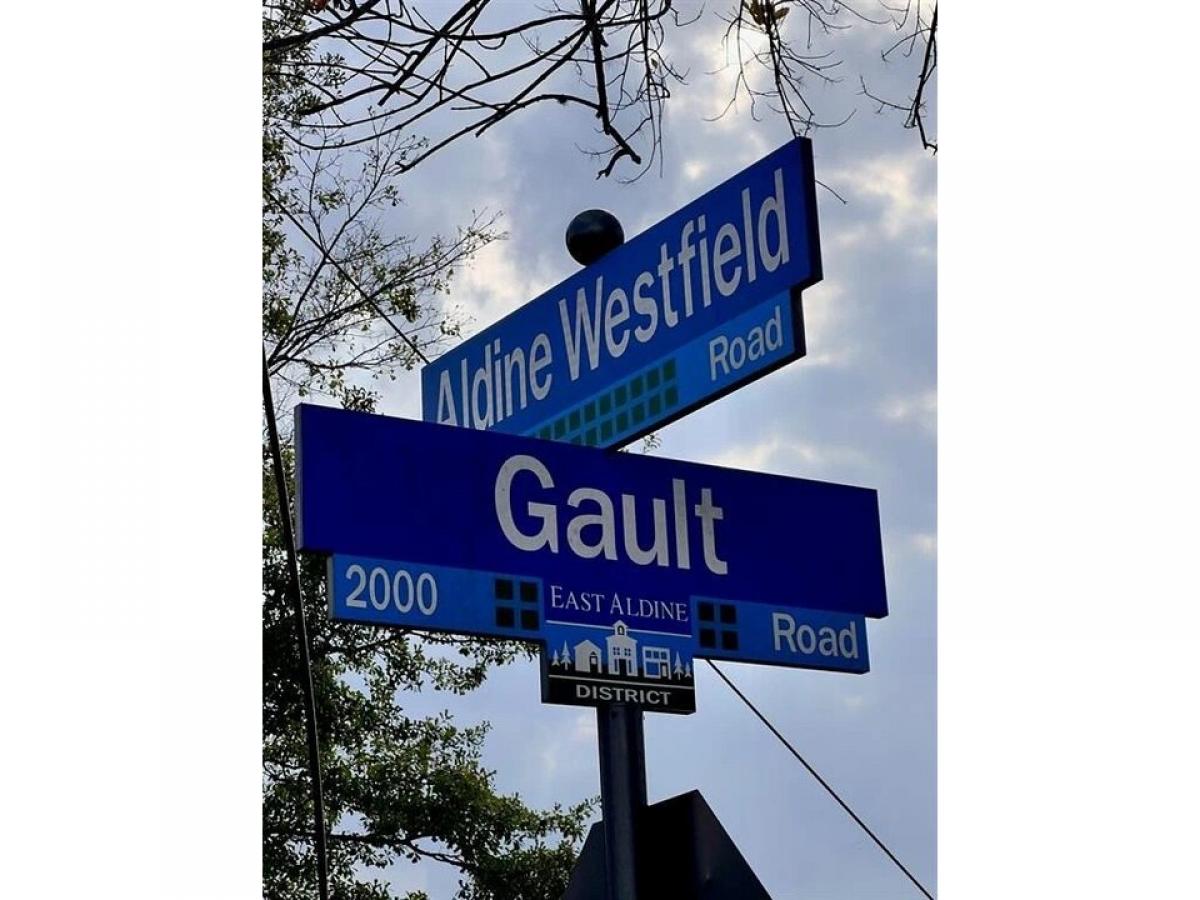 Aldine Westfield
Road
Gault
2000
EAST ALDINE
Road
DISTRICT